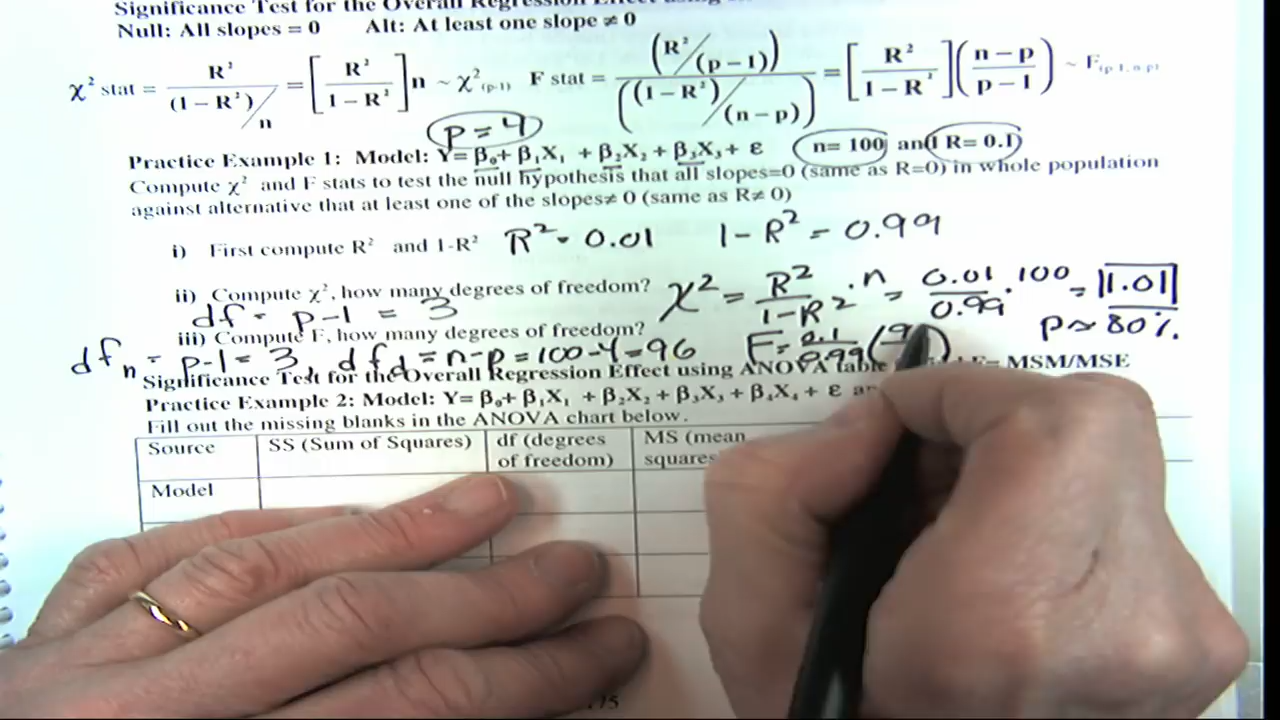 Significance Test for the Overall Regression Effect using
Null: All slopes = 0 Alt: At least one slope ≠ 0
χ² stat = R² / ((1 − R²)/n) = [R² / (1 − R²)] n ~ χ²(p-1) F stat = (R²/(p − 1)) / ((1 − R²)/(n − p)) = [R² / (1 − R²)] ((n − p)/(p − 1)) ~ F(p-1, n-p)
p = 4
Practice Example 1: Model: Y= β₀+ β₁X₁ + β₂X₂ + β₃X₃ + ε n= 100 and R= 0.1
Compute χ² and F stats to test the null hypothesis that all slopes=0 (same as R=0) in whole population
against alternative that at least one of the slopes≠ 0 (same as R≠ 0)
i) First compute R² and 1-R² R² = 0.01 1 − R² = 0.99
ii) Compute χ², how many degrees of freedom? χ² = R² / (1 − R²) · n = 0.01 / 0.99 · 100 = 1.01
df = p − 1 = 3 p ≈ 80%.
iii) Compute F, how many degrees of freedom?
dfn = p-1 = 3, dfd = n-p = 100-4 = 96 F = 0.1 / 0.99 (9
Significance Test for the Overall Regression Effect using ANOVA table F= MSM/MSE
Practice Example 2: Model: Y= β₀+ β₁X₁ + β₂X₂ + β₃X₃ + β₄X₄ + ε
Fill out the missing blanks in the ANOVA chart below.
Source SS (Sum of Squares) df (degrees of freedom) MS (mean squares
Model